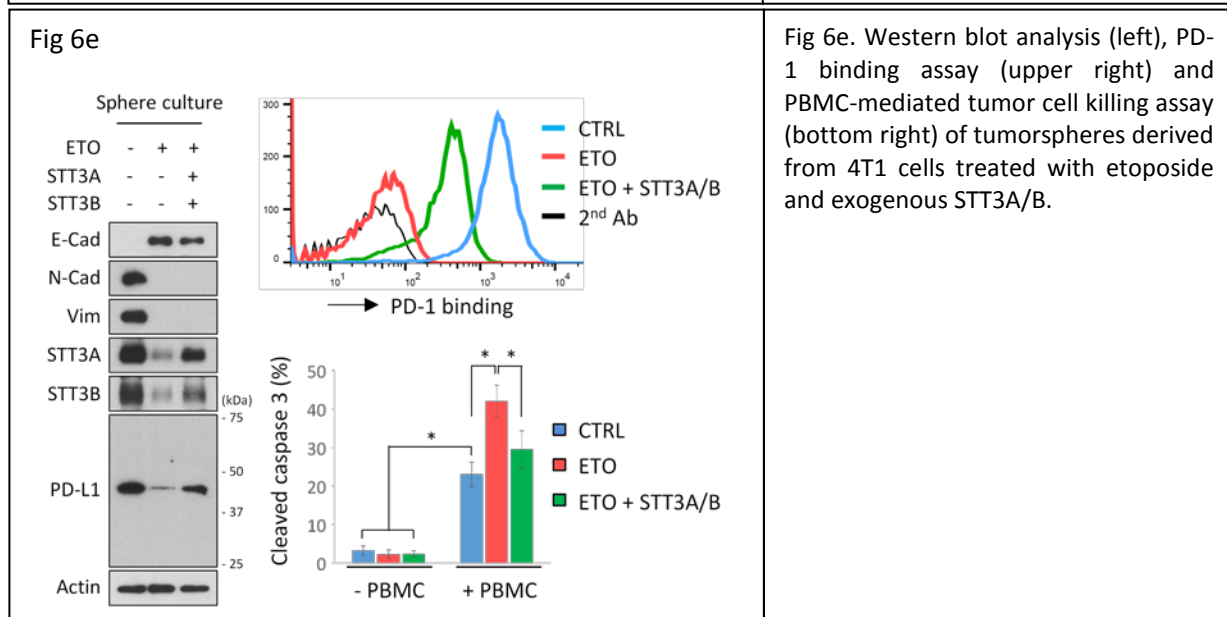 Fig 6e
Sphere culture
ETO - + +
STT3A - - +
STT3B - - +
E-Cad
N-Cad
Vim
STT3A
STT3B
(kDa)
- 75
PD-L1
- 50
- 37
- 25
Actin
300
200
100
0
10¹ 10² 10³ 10⁴
PD-1 binding
CTRL
ETO
ETO + STT3A/B
2nd Ab
Cleaved caspase 3 (%)
50
40
30
20
10
0
* * *
- PBMC + PBMC
CTRL
ETO
ETO + STT3A/B
Fig 6e. Western blot analysis (left), PD-
1 binding assay (upper right) and
PBMC-mediated tumor cell killing assay
(bottom right) of tumorspheres derived
from 4T1 cells treated with etoposide
and exogenous STT3A/B.